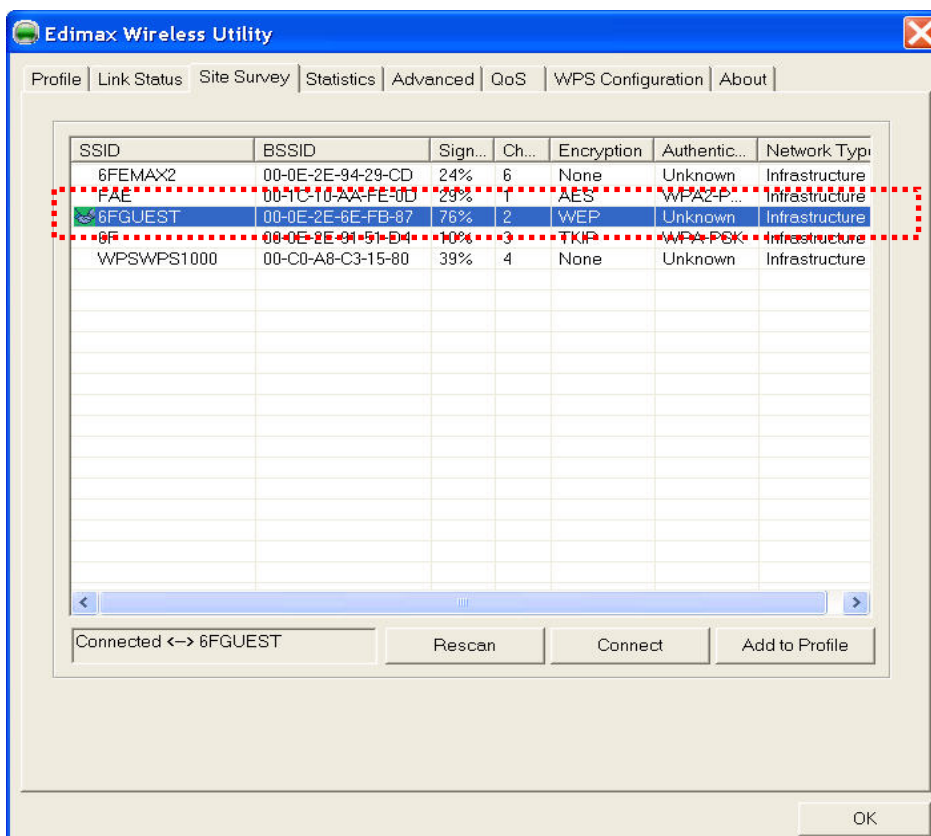 Edimax Wireless Utility
Profile Link Status Site Survey Statistics Advanced QoS WPS Configuration About
SSID BSSID Sign... Ch... Encryption Authentic... Network Type
6FEMAX2 00-0E-2E-94-29-CD 24% 6 None Unknown Infrastructure
FAE 00-1C-10-AA-FE-0D 29% 1 AES WPA2-P... Infrastructure
6FGUEST 00-0E-2E-6E-FB-87 76% 2 WEP Unknown Infrastructure
6F 00-0E-2E-91-51-D4 10% 3 TKIP WPA-PSK Infrastructure
WPSWPS1000 00-C0-A8-C3-15-80 39% 4 None Unknown Infrastructure
Connected <--> 6FGUEST Rescan Connect Add to Profile
OK